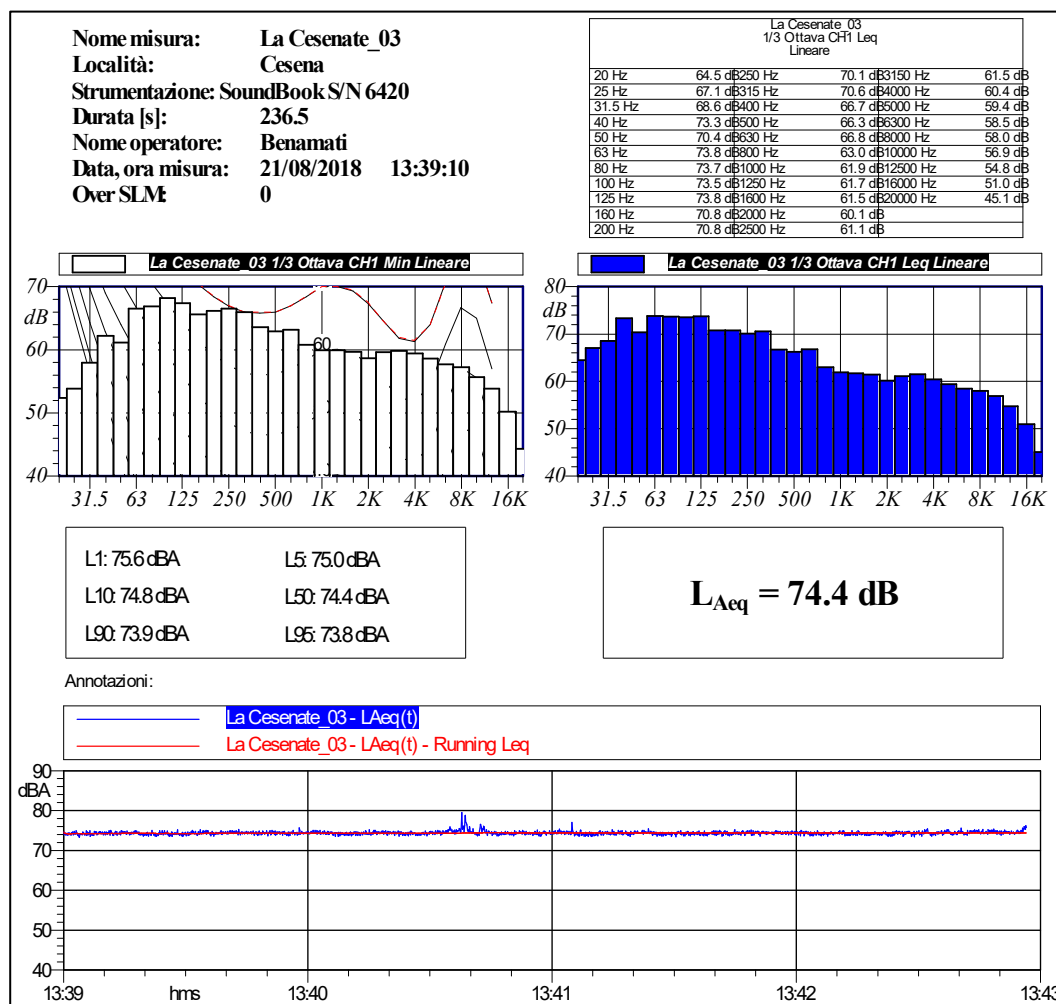 Nome misura: La Cesenate_03
Località: Cesena
Strumentazione: SoundBook S/N 6420
Durata [s]: 236.5
Nome operatore: Benamati
Data, ora misura: 21/08/2018 13:39:10
Over SLM: 0
La Cesenate_03
1/3 Ottava CH1 Leq
Lineare
20 Hz 64.5 dB 250 Hz 70.1 dB 3150 Hz 61.5 dB
25 Hz 67.1 dB 315 Hz 70.6 dB 4000 Hz 60.4 dB
31.5 Hz 68.6 dB 400 Hz 66.7 dB 5000 Hz 59.4 dB
40 Hz 73.3 dB 500 Hz 66.3 dB 6300 Hz 58.5 dB
50 Hz 70.4 dB 630 Hz 66.8 dB 8000 Hz 58.0 dB
63 Hz 73.8 dB 800 Hz 63.0 dB 10000 Hz 56.9 dB
80 Hz 73.7 dB 1000 Hz 61.9 dB 12500 Hz 54.8 dB
100 Hz 73.5 dB 1250 Hz 61.7 dB 16000 Hz 51.0 dB
125 Hz 73.8 dB 1600 Hz 61.5 dB 20000 Hz 45.1 dB
160 Hz 70.8 dB 2000 Hz 60.1 dB
200 Hz 70.8 dB 2500 Hz 61.1 dB
La Cesenate_03 1/3 Ottava CH1 Min Lineare
70
dB
60
50
40
60
31.5 63 125 250 500 1K 2K 4K 8K 16K
La Cesenate_03 1/3 Ottava CH1 Leq Lineare
80
dB
70
60
50
40
31.5 63 125 250 500 1K 2K 4K 8K 16K
L1: 75.6 dBA L5: 75.0 dBA
L10: 74.8 dBA L50: 74.4 dBA
L90: 73.9 dBA L95: 73.8 dBA
LAeq = 74.4 dB
Annotazioni:
La Cesenate_03 - LAeq(t)
La Cesenate_03 - LAeq(t) - Running Leq
90
dBA
80
70
60
50
40
13:39 hms 13:40 13:41 13:42 13:43